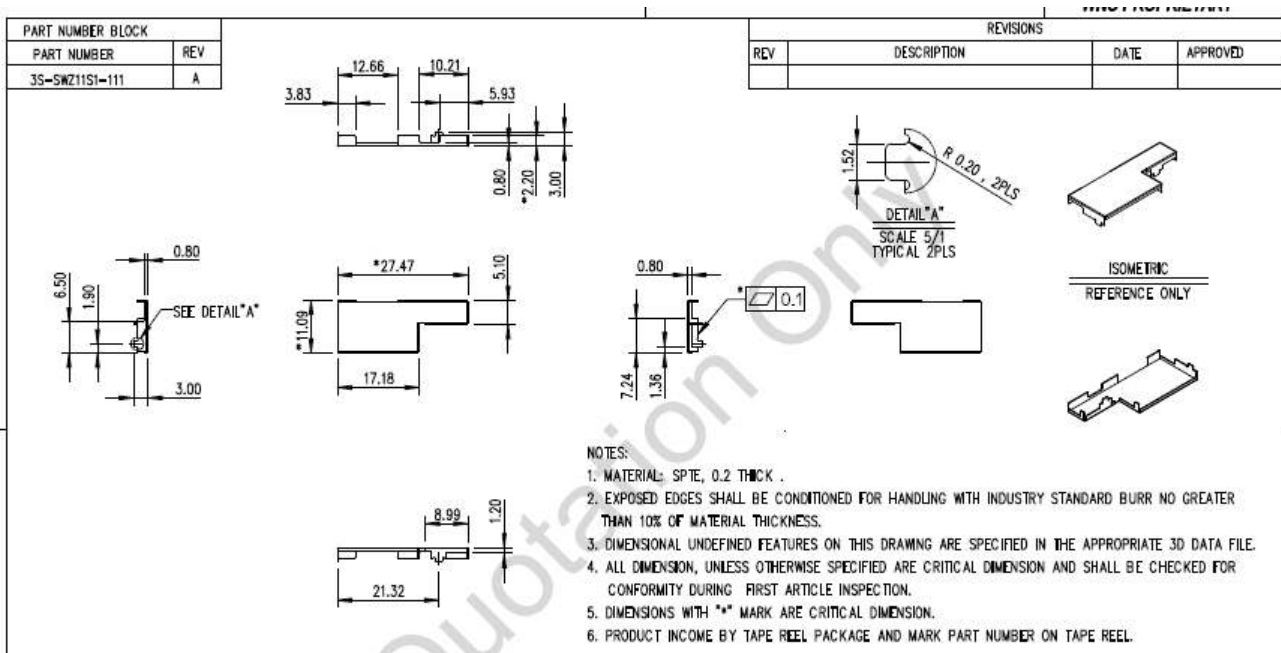 PART NUMBER BLOCK
PART NUMBER REV
3S-SWZ11S1-111 A
REVISIONS
REV DESCRIPTION DATE APPROVED
12.66 10.21
3.83 5.93
0.80 *2.20 3.00
1.52
R 0.20 , 2PLS
DETAIL"A"
SCALE 5/1
TYPICAL 2PLS
ISOMETRIC
REFERENCE ONLY
0.80
6.50
1.90
SEE DETAIL"A"
3.00
*27.47
5.10
*11.09
17.18
0.80
* 0.1
7.24
1.36
8.99
1.20
21.32
NOTES:
1. MATERIAL: SPTE, 0.2 THICK .
2. EXPOSED EDGES SHALL BE CONDITIONED FOR HANDLING WITH INDUSTRY STANDARD BURR NO GREATER
THAN 10% OF MATERIAL THICKNESS.
3. DIMENSIONAL UNDEFINED FEATURES ON THIS DRAWING ARE SPECIFIED IN THE APPROPRIATE 3D DATA FILE.
4. ALL DIMENSION, UNLESS OTHERWISE SPECIFIED ARE CRITICAL DIMENSION AND SHALL BE CHECKED FOR
CONFORMITY DURING FIRST ARTICLE INSPECTION.
5. DIMENSIONS WITH "*" MARK ARE CRITICAL DIMENSION.
6. PRODUCT INCOME BY TAPE REEL PACKAGE AND MARK PART NUMBER ON TAPE REEL.
Quotation Only